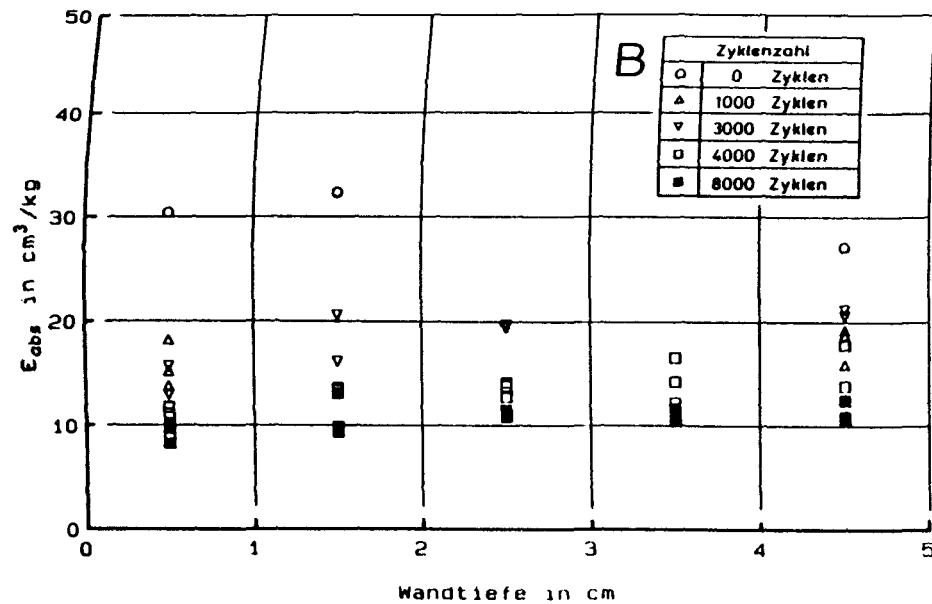 50
40
30
20
10
0
ε_abs in cm³/kg
B
Zyklenzahl
○ 0 Zyklen
△ 1000 Zyklen
▽ 3000 Zyklen
□ 4000 Zyklen
■ 8000 Zyklen
0 1 2 3 4 5
Wandtiefe in cm